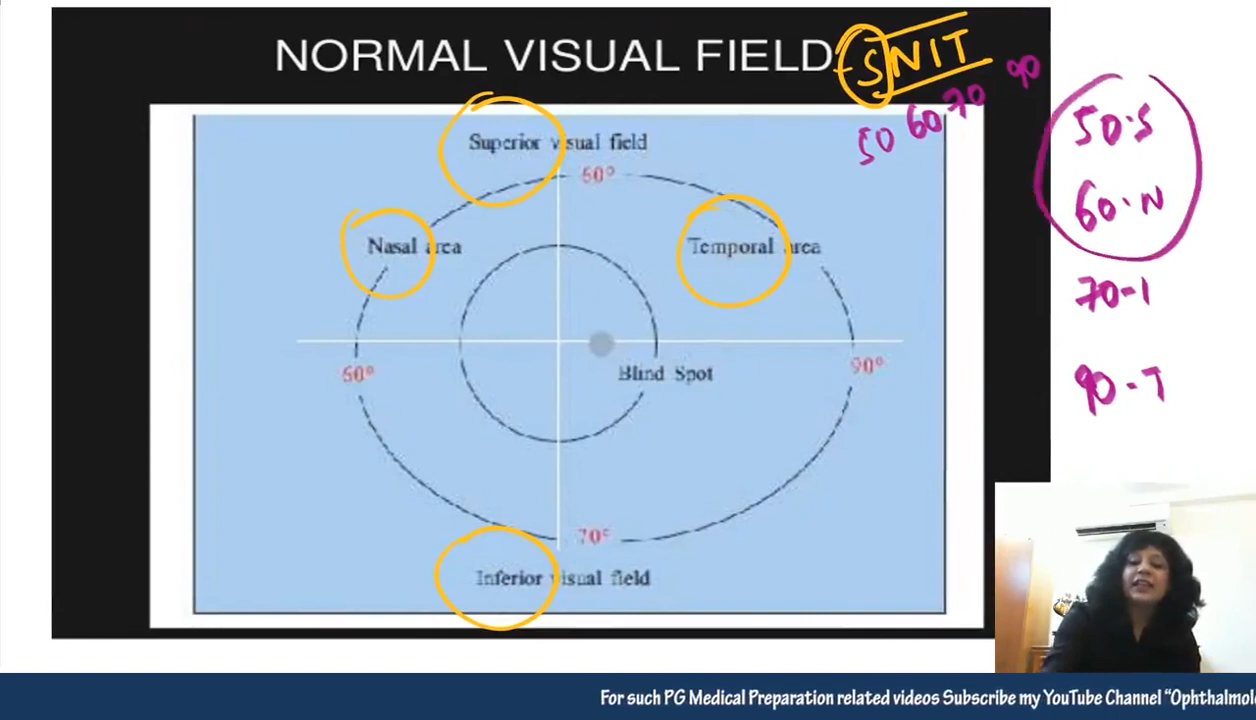 NORMAL VISUAL FIELD
SNIT
50 60 70 90
Superior visual field
60°
Nasal area
Temporal area
60°
90°
Blind Spot
70°
Inferior visual field
50·S
60·N
70-I
90-T
For such PG Medical Preparation related videos Subscribe my YouTube Channel “Ophthalmol